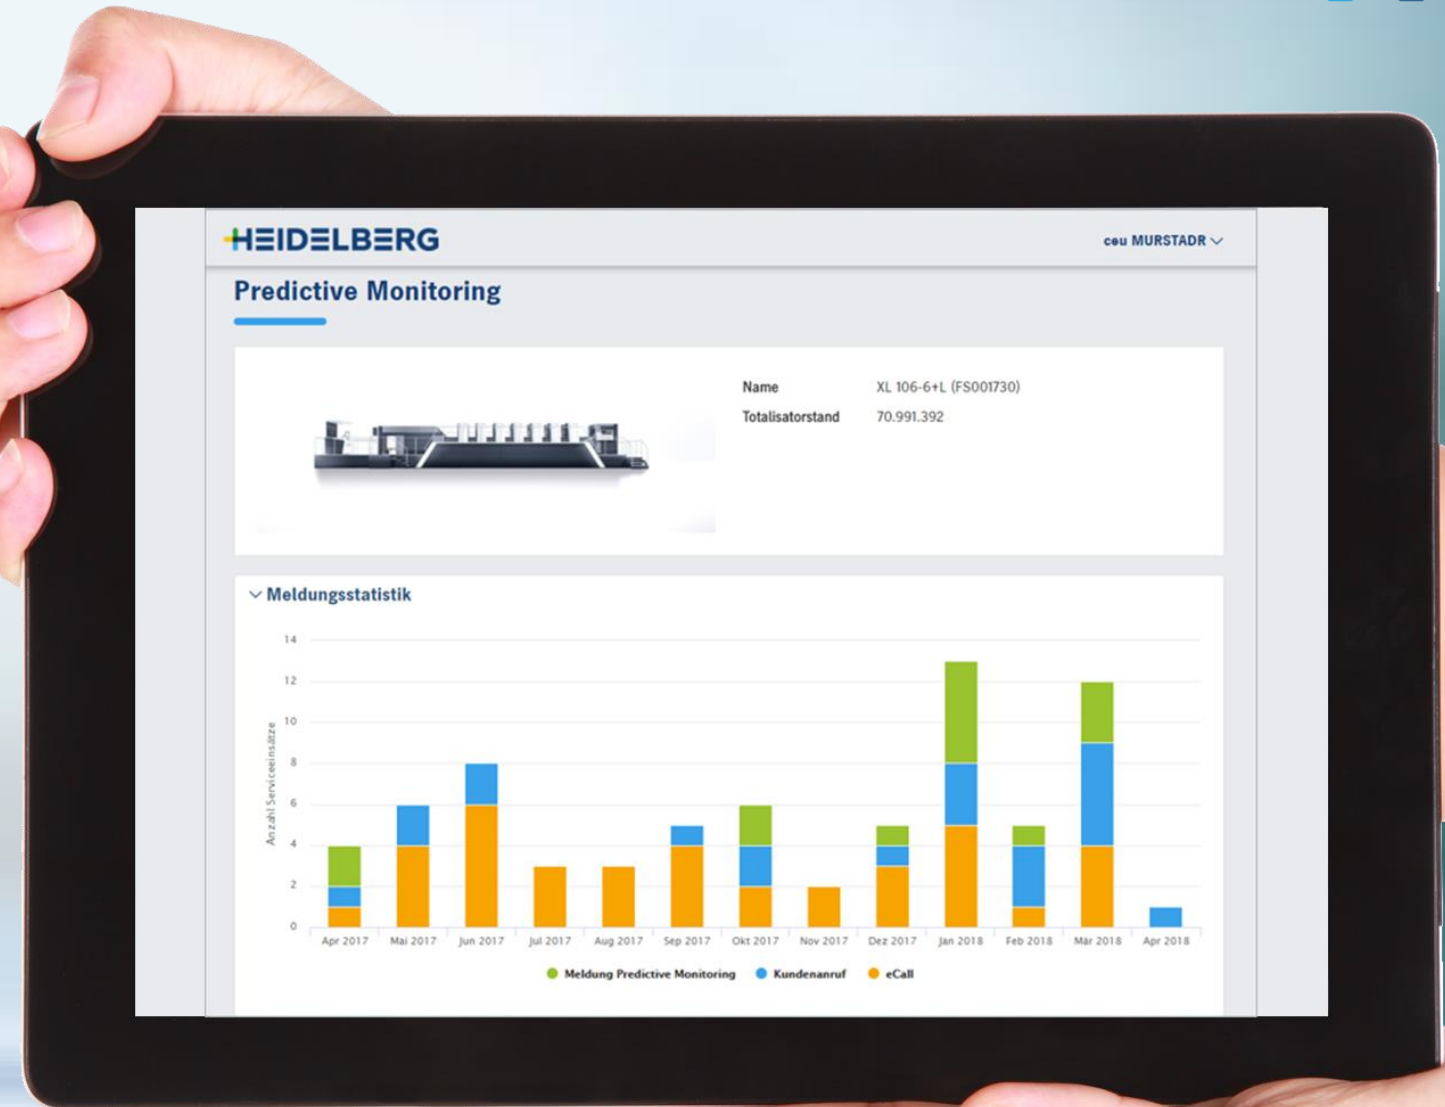 HEIDELBERG
ceu MURSTADR
Predictive Monitoring
Name XL 106-6+L (FS001730)
Totalisatorstand 70.991.392
Meldungsstatistik
Anzahl Serviceeinsätze
14
12
10
8
6
4
2
0
Apr 2017 Mai 2017 Jun 2017 Jul 2017 Aug 2017 Sep 2017 Okt 2017 Nov 2017 Dez 2017 Jan 2018 Feb 2018 Mär 2018 Apr 2018
Meldung Predictive Monitoring Kundenanruf eCall